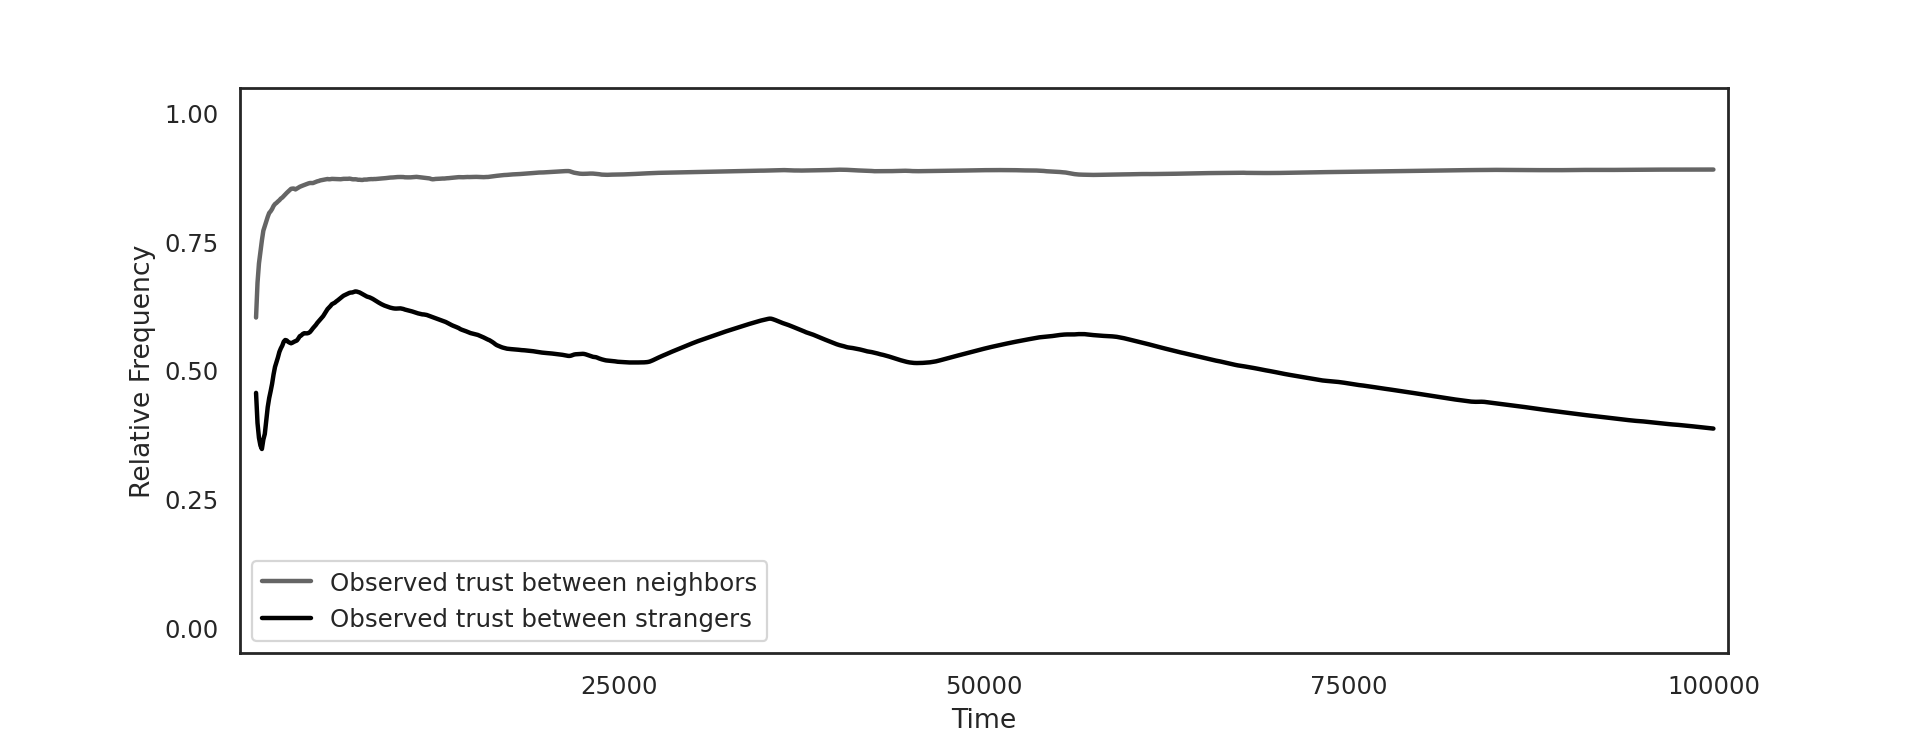 1.00
0.75
0.50
0.25
0.00
Relative Frequency
Observed trust between neighbors
Observed trust between strangers
25000 50000 75000 100000
Time